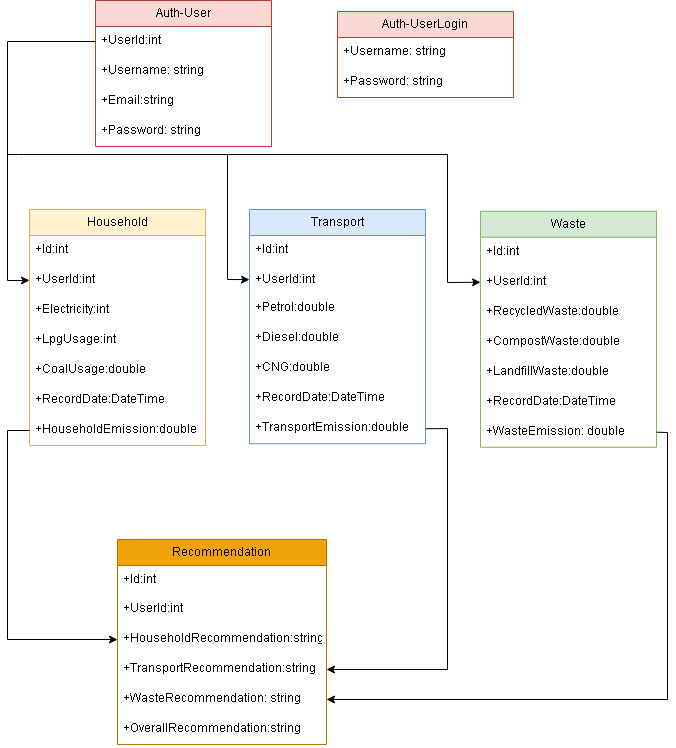 Auth-User
+UserId:int
+Username: string
+Email:string
+Password: string
Auth-UserLogin
+Username: string
+Password: string
Household
+Id:int
+UserId:int
+Electricity:int
+LpgUsage:int
+CoalUsage:double
+RecordDate:DateTime
+HouseholdEmission:double
Transport
+Id:int
+UserId:int
+Petrol:double
+Diesel:double
+CNG:double
+RecordDate:DateTime
+TransportEmission:double
Waste
+Id:int
+UserId:int
+RecycledWaste:double
+CompostWaste:double
+LandfillWaste:double
+RecordDate:DateTime
+WasteEmission: double
Recommendation
+Id:int
+UserId:int
+HouseholdRecommendation:string
+TransportRecommendation:string
+WasteRecommendation: string
+OverallRecommendation:string